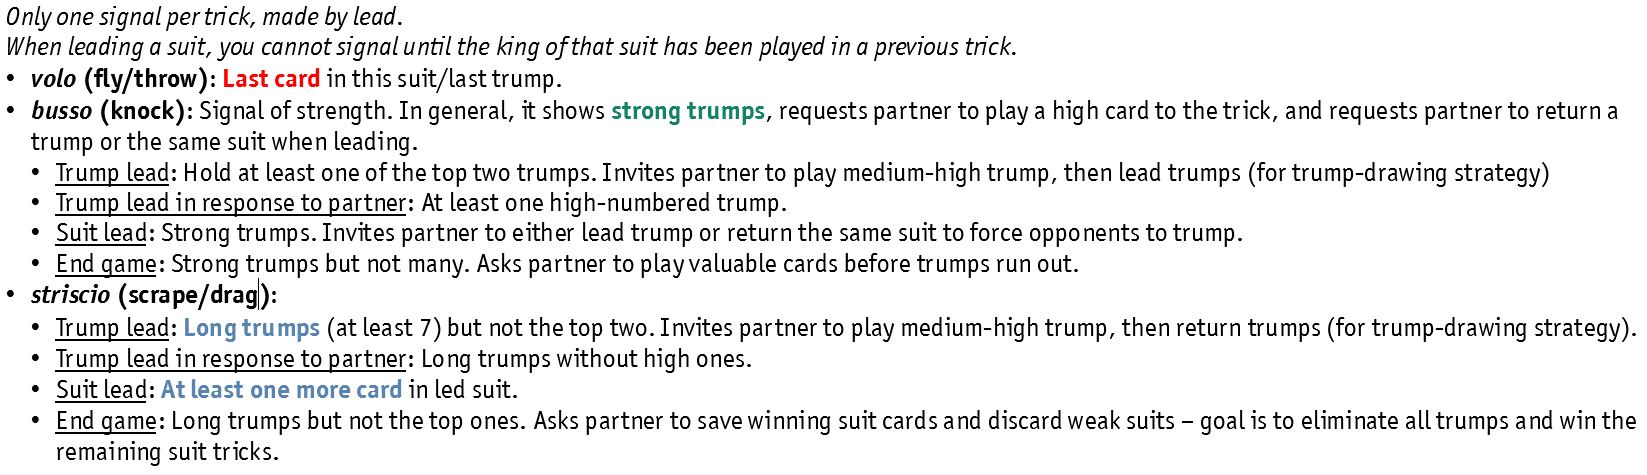 Only one signal per trick, made by lead.
When leading a suit, you cannot signal until the king of that suit has been played in a previous trick.
• volo (fly/throw): Last card in this suit/last trump.
• busso (knock): Signal of strength. In general, it shows strong trumps, requests partner to play a high card to the trick, and requests partner to return a
trump or the same suit when leading.
• Trump lead: Hold at least one of the top two trumps. Invites partner to play medium-high trump, then lead trumps (for trump-drawing strategy)
• Trump lead in response to partner: At least one high-numbered trump.
• Suit lead: Strong trumps. Invites partner to either lead trump or return the same suit to force opponents to trump.
• End game: Strong trumps but not many. Asks partner to play valuable cards before trumps run out.
• striscio (scrape/drag):
• Trump lead: Long trumps (at least 7) but not the top two. Invites partner to play medium-high trump, then return trumps (for trump-drawing strategy).
• Trump lead in response to partner: Long trumps without high ones.
• Suit lead: At least one more card in led suit.
• End game: Long trumps but not the top ones. Asks partner to save winning suit cards and discard weak suits – goal is to eliminate all trumps and win the
remaining suit tricks.